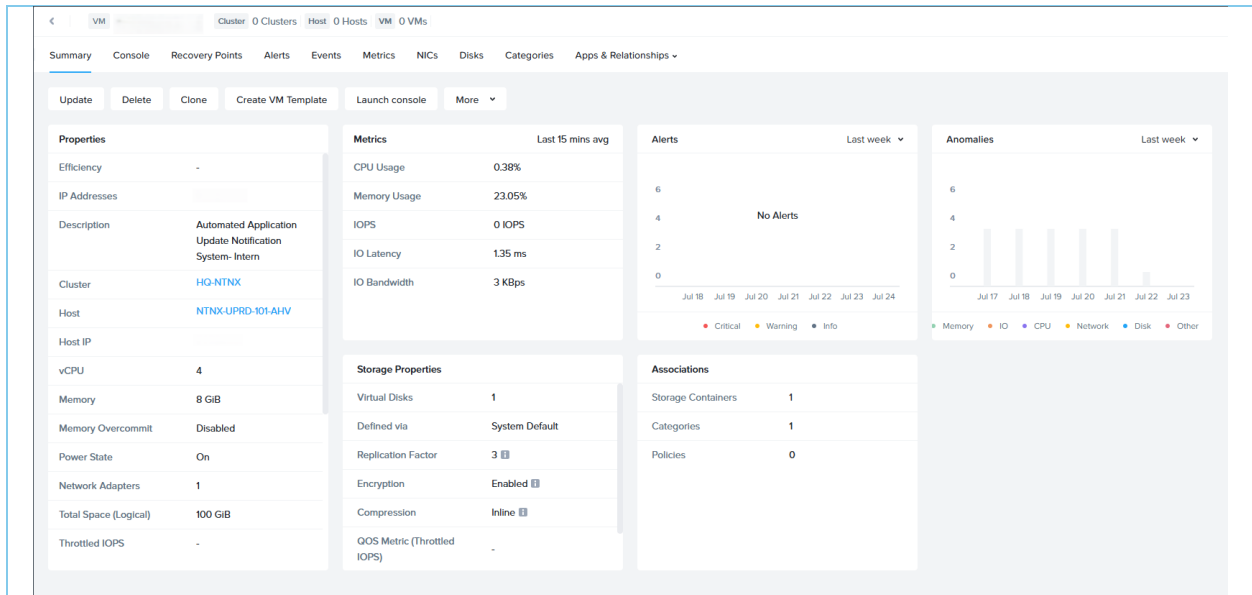 VM Cluster 0 Clusters Host 0 Hosts VM 0 VMs
Summary Console Recovery Points Alerts Events Metrics NICs Disks Categories Apps & Relationships
Update Delete Clone Create VM Template Launch console More
Properties
Efficiency -
IP Addresses
Description Automated Application
Update Notification
System- Intern
Cluster HQ-NTNX
Host NTNX-UPRD-101-AHV
Host IP
vCPU 4
Memory 8 GiB
Memory Overcommit Disabled
Power State On
Network Adapters 1
Total Space (Logical) 100 GiB
Throttled IOPS -
Metrics Last 15 mins avg
CPU Usage 0.38%
Memory Usage 23.05%
IOPS 0 IOPS
IO Latency 1.35 ms
IO Bandwidth 3 KBps
Storage Properties
Virtual Disks 1
Defined via System Default
Replication Factor 3
Encryption Enabled
Compression Inline
QOS Metric (Throttled
IOPS) -
Alerts Last week
6
4
2
0
No Alerts
Jul 18 Jul 19 Jul 20 Jul 21 Jul 22 Jul 23 Jul 24
Critical Warning Info
Associations
Storage Containers 1
Categories 1
Policies 0
Anomalies Last week
6
4
2
0
Jul 17 Jul 18 Jul 19 Jul 20 Jul 21 Jul 22 Jul 23
Memory IO CPU Network Disk Other